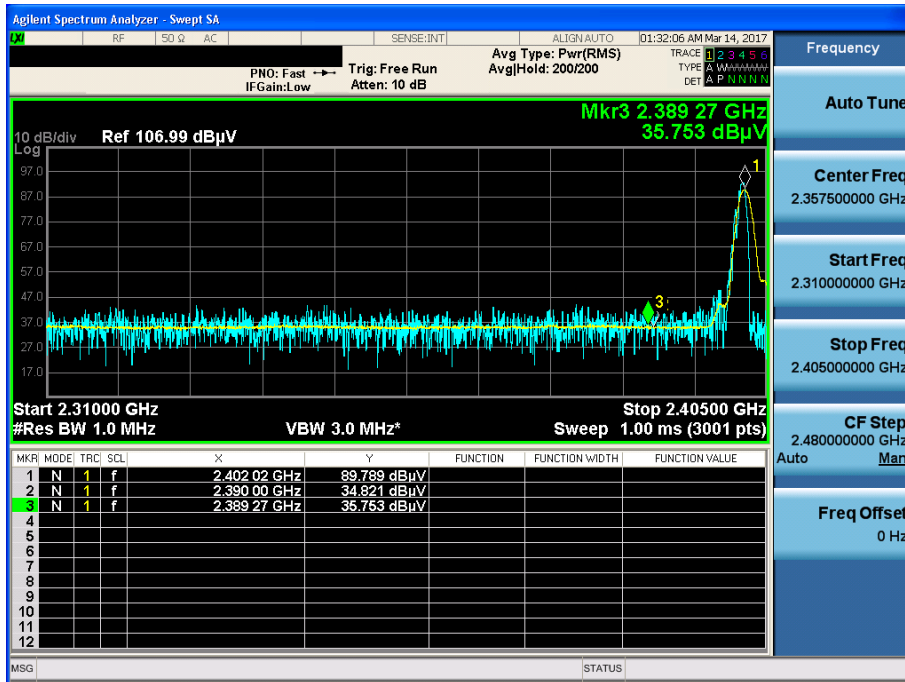 Agilent Spectrum Analyzer - Swept SA
LXI RF 50 Ω AC SENSE:INT ALIGN AUTO 01:32:06 AM Mar 14, 2017
PNO: Fast Trig: Free Run Avg Type: Pwr(RMS) TRACE 1 2 3 4 5 6
IFGain:Low Atten: 10 dB Avg|Hold: 200/200 TYPE A
DET A P N N N N
Mkr3 2.389 27 GHz
35.753 dBµV
10 dB/div Ref 106.99 dBµV
Log
97.0
87.0
77.0
67.0
57.0
47.0
37.0
27.0
17.0
1
3
Start 2.31000 GHz Stop 2.40500 GHz
#Res BW 1.0 MHz VBW 3.0 MHz* Sweep 1.00 ms (3001 pts)
MKR MODE TRC SCL X Y FUNCTION FUNCTION WIDTH FUNCTION VALUE
1 N 1 f 2.402 02 GHz 89.789 dBµV
2 N 1 f 2.390 00 GHz 34.821 dBµV
3 N 1 f 2.389 27 GHz 35.753 dBµV
4
5
6
7
8
9
10
11
12
MSG STATUS
Frequency
Auto Tune
Center Freq
2.357500000 GHz
Start Freq
2.310000000 GHz
Stop Freq
2.405000000 GHz
CF Step
2.480000000 GHz
Auto Man
Freq Offset
0 Hz